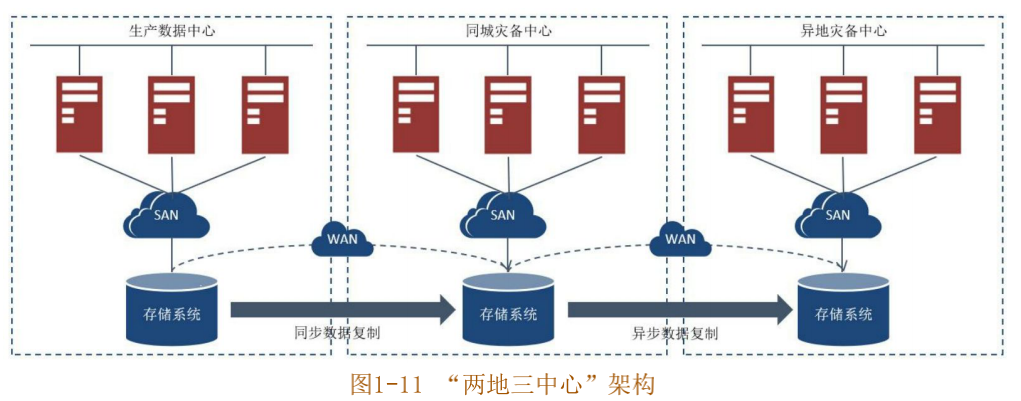 生产数据中心
同城灾备中心
异地灾备中心
SAN
SAN
SAN
WAN
WAN
存储系统
存储系统
存储系统
同步数据复制
异步数据复制
图1-11 “两地三中心”架构